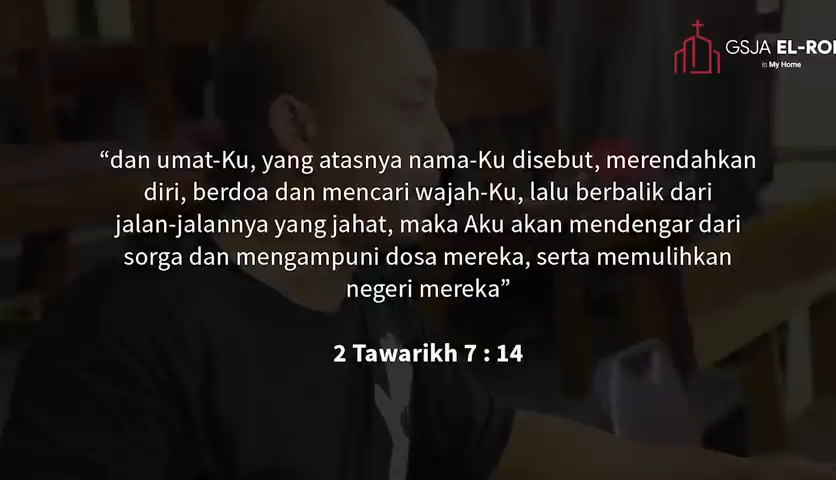 GSJA EL-ROI
is My Home
“dan umat-Ku, yang atasnya nama-Ku disebut, merendahkan
diri, berdoa dan mencari wajah-Ku, lalu berbalik dari
jalan-jalannya yang jahat, maka Aku akan mendengar dari
sorga dan mengampuni dosa mereka, serta memulihkan
negeri mereka”
2 Tawarikh 7 : 14